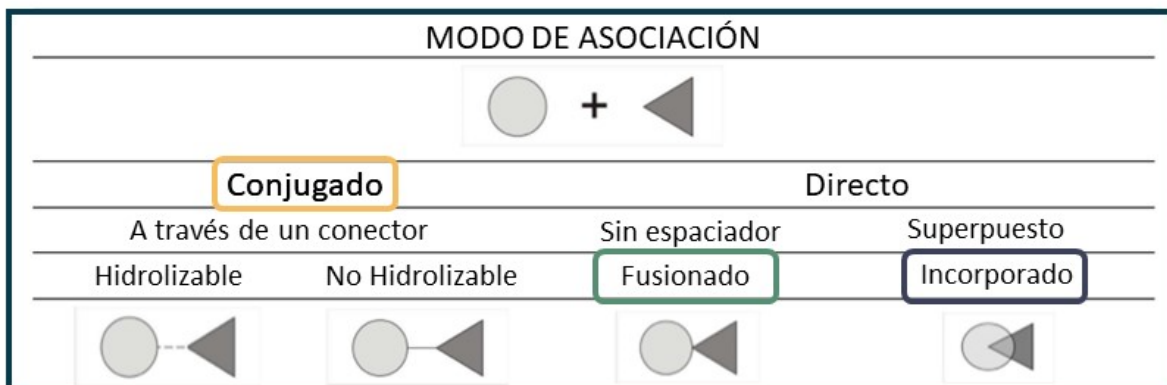 MODO DE ASOCIACIÓN
+
Conjugado Directo
A través de un conector Sin espaciador Superpuesto
Hidrolizable No Hidrolizable Fusionado Incorporado